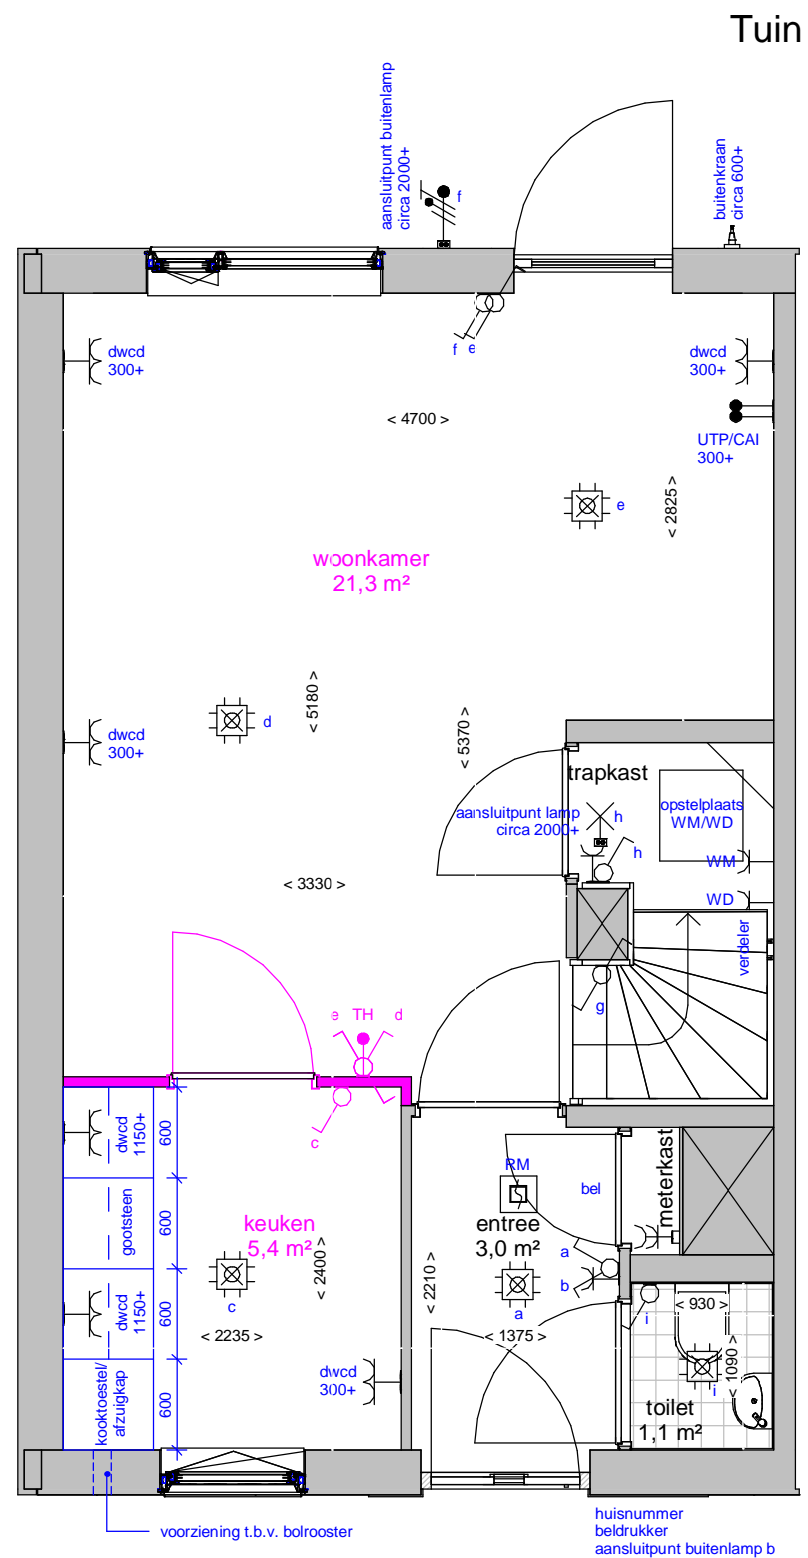 Tuin
aansluitpunt buitenlamp
circa 2000+
f
buitenkraan
circa 600+
f e
dwcd
300+
dwcd
300+
< 4700 >
UTP/CAI
300+
< 2825 >
e
woonkamer
21,3 m²
< 5180 >
d
< 5370 >
dwcd
300+
trapkast
opstelplaats
WM/WD
aansluitpunt lamp
circa 2000+
h
h
WM
< 3330 >
WD
verdeler
g
e TH d
c
dwcd
1150+
600
meterkast
RM
bel
gootsteen
600
keuken
5,4 m²
entree
3,0 m²
a
b
< 2400 >
< 2210 >
c
a
dwcd
1150+
600
< 2235 >
< 1375 >
i
< 930 >
< 1090 >
i
dwcd
300+
kooktoestel/
afzuigkap
600
toilet
1,1 m²
voorziening t.b.v. bolrooster
huisnummer
beldrukker
aansluitpunt buitenlamp b